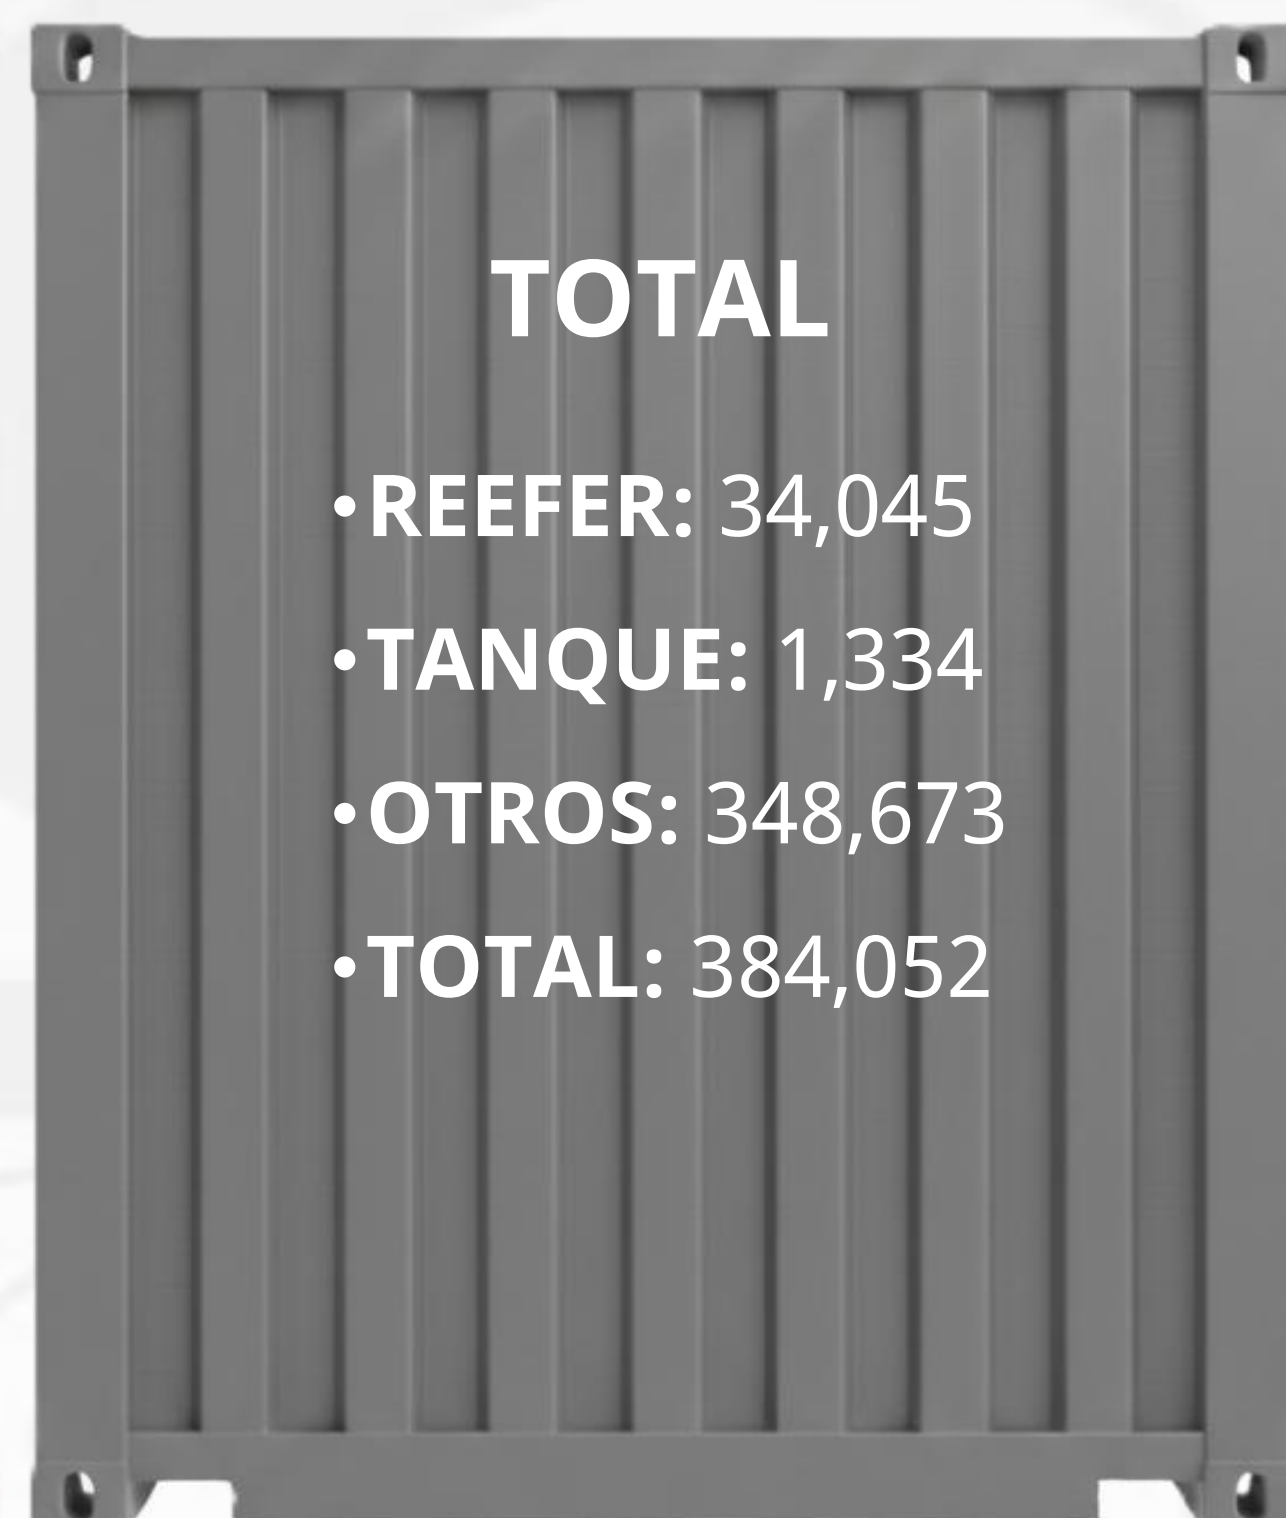 TOTAL
•REEFER: 34,045
•TANQUE: 1,334
•OTROS: 348,673
•TOTAL: 384,052